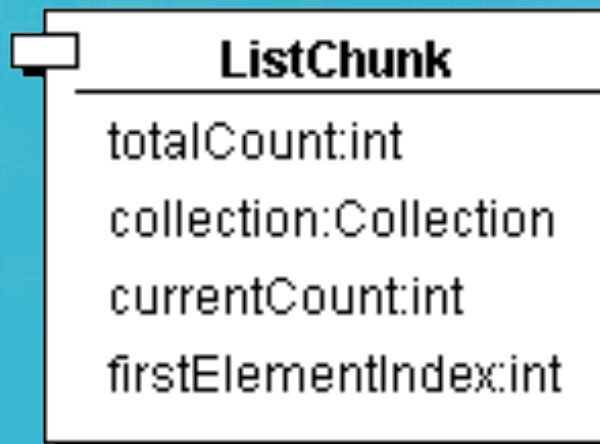 ListChunk
totalCount:int
collection:Collection
currentCount:int
firstElementIndex:int